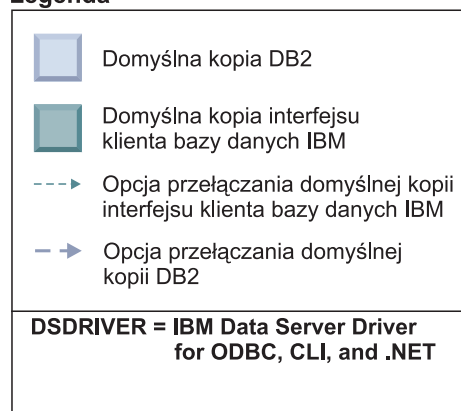 Legenda
Domyślna kopia DB2
Domyślna kopia interfejsu
klienta bazy danych IBM
Opcja przełączania domyślnej kopii
interfejsu klienta bazy danych IBM
Opcja przełączania domyślnej
kopii DB2
DSDRIVER = IBM Data Server Driver
for ODBC, CLI, and .NET